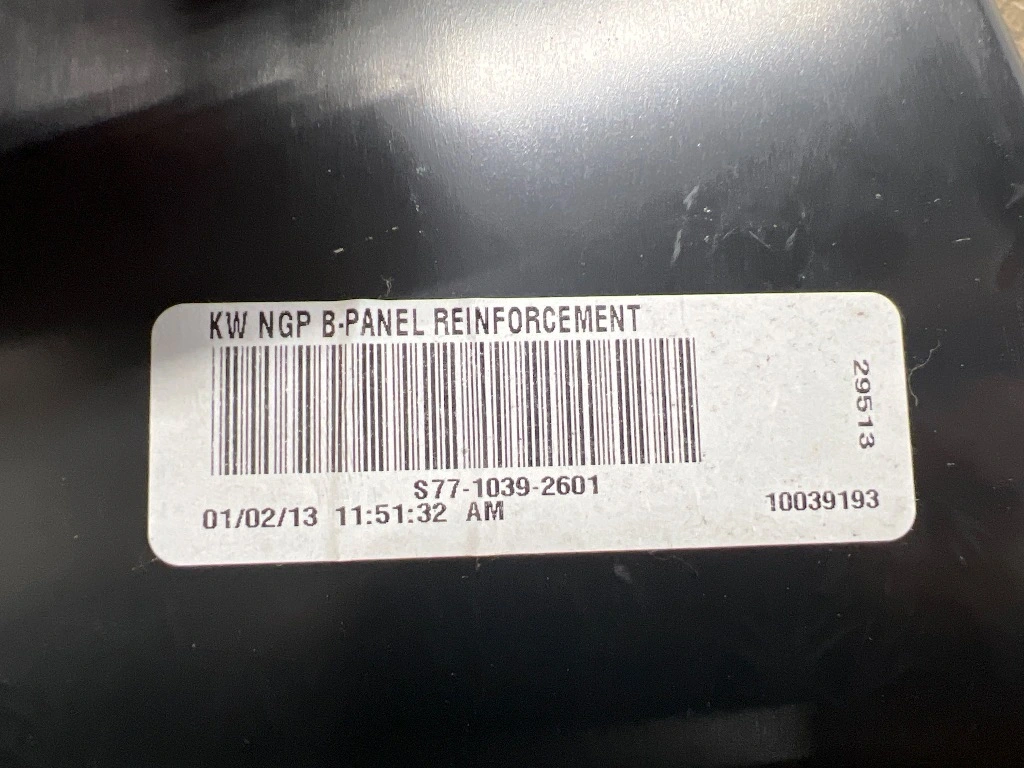 KW NGP B-PANEL REINFORCEMENT
S77-1039-2601
01/02/13 11:51:32 AM
10039193
29513